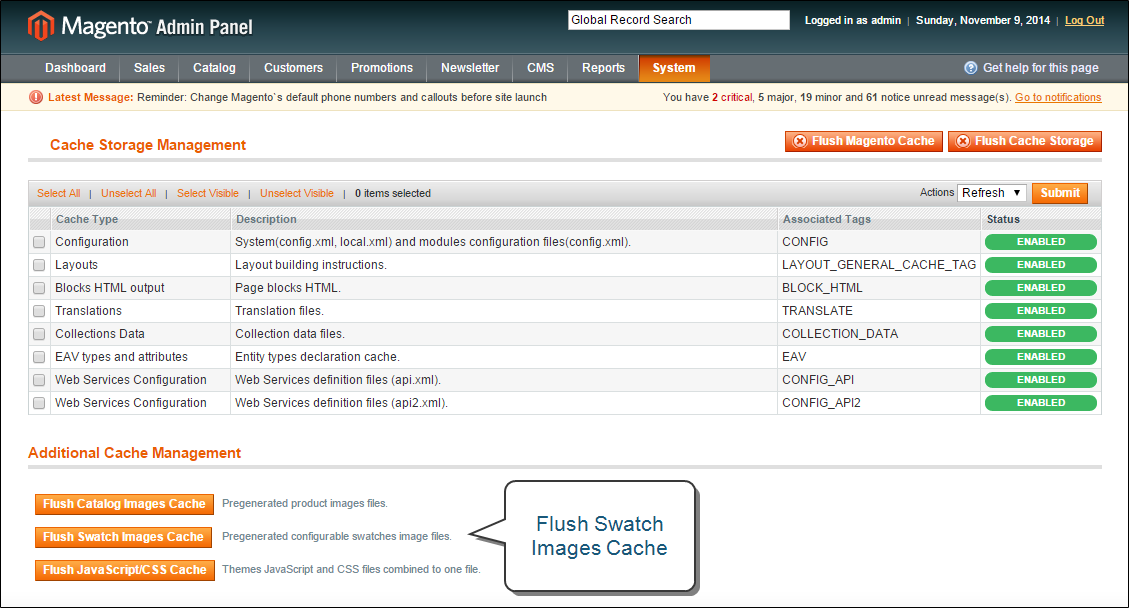 Magento™ Admin Panel
Global Record Search
Logged in as admin | Sunday, November 9, 2014 | Log Out
Dashboard Sales Catalog Customers Promotions Newsletter CMS Reports System
Get help for this page
Latest Message: Reminder: Change Magento`s default phone numbers and callouts before site launch
You have 2 critical, 5 major, 19 minor and 61 notice unread message(s). Go to notifications
Cache Storage Management
Flush Magento Cache
Flush Cache Storage
Select All | Unselect All | Select Visible | Unselect Visible | 0 items selected
Actions Refresh Submit
Cache Type Description Associated Tags Status
Configuration System(config.xml, local.xml) and modules configuration files(config.xml). CONFIG ENABLED
Layouts Layout building instructions. LAYOUT_GENERAL_CACHE_TAG ENABLED
Blocks HTML output Page blocks HTML. BLOCK_HTML ENABLED
Translations Translation files. TRANSLATE ENABLED
Collections Data Collection data files. COLLECTION_DATA ENABLED
EAV types and attributes Entity types declaration cache. EAV ENABLED
Web Services Configuration Web Services definition files (api.xml). CONFIG_API ENABLED
Web Services Configuration Web Services definition files (api2.xml). CONFIG_API2 ENABLED
Additional Cache Management
Flush Catalog Images Cache Pregenerated product images files.
Flush Swatch Images Cache Pregenerated configurable swatches image files.
Flush JavaScript/CSS Cache Themes JavaScript and CSS files combined to one file.
Flush Swatch
Images Cache